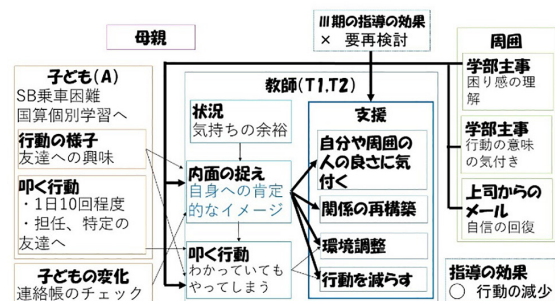 Ⅲ期の指導の効果
× 要再検討
母親
周囲
子ども(A)
SB乗車困難
国算個別学習へ
行動の様子
友達への興味
叩く行動
・1日10回程度
・担任、特定の
友達へ
子どもの変化
連絡帳のチェック
教師(T1,T2)
状況
気持ちの余裕
内面の捉え
自身への肯定
的なイメージ
叩く行動
わかっていても
やってしまう
支援
自分や周囲の
人の良さに気
付く
関係の再構築
環境調整
行動を減らす
学部主事
困り感の理
解
学部主事
行動の意味
の気付き
上司からの
メール
自信の回復
指導の効果
○ 行動の減少